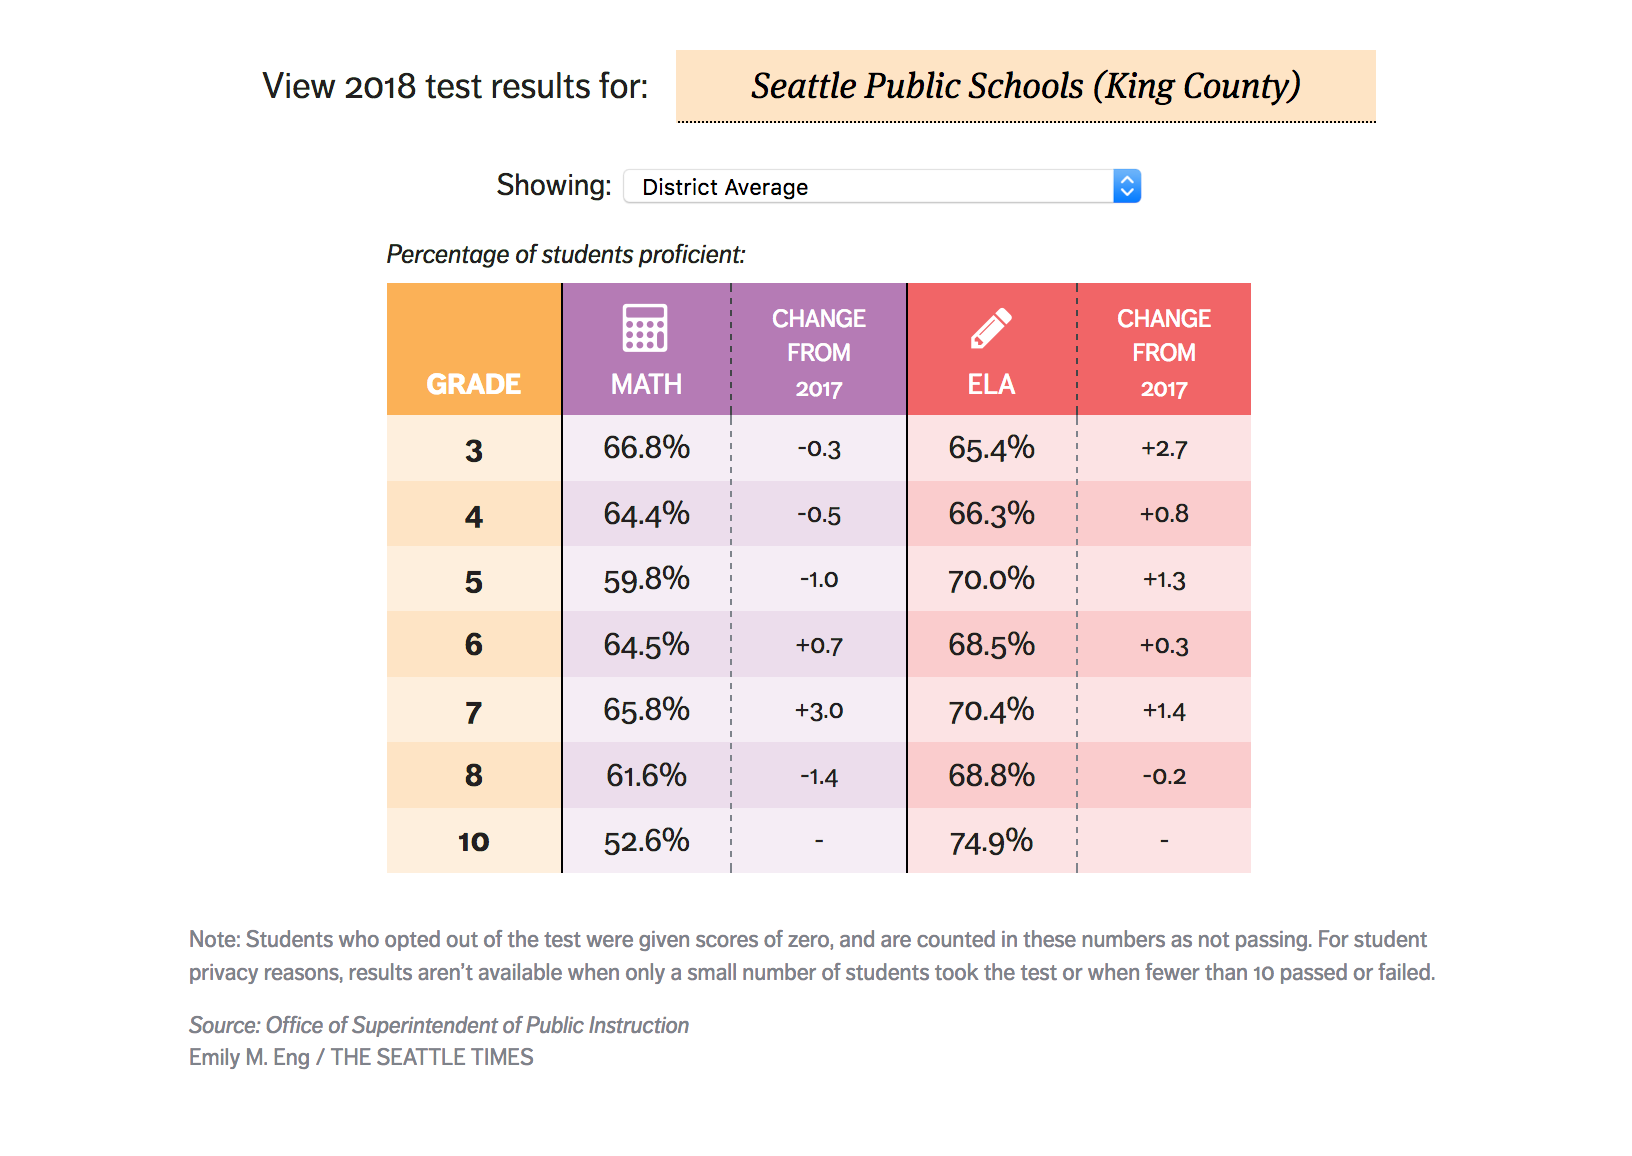 View 2018 test results for: Seattle Public Schools (King County)
Showing: District Average
Percentage of students proficient:
GRADE MATH CHANGE FROM 2017 ELA CHANGE FROM 2017
3 66.8% -0.3 65.4% +2.7
4 64.4% -0.5 66.3% +0.8
5 59.8% -1.0 70.0% +1.3
6 64.5% +0.7 68.5% +0.3
7 65.8% +3.0 70.4% +1.4
8 61.6% -1.4 68.8% -0.2
10 52.6% - 74.9% -
Note: Students who opted out of the test were given scores of zero, and are counted in these numbers as not passing. For student
privacy reasons, results aren’t available when only a small number of students took the test or when fewer than 10 passed or failed.
Source: Office of Superintendent of Public Instruction
Emily M. Eng / THE SEATTLE TIMES